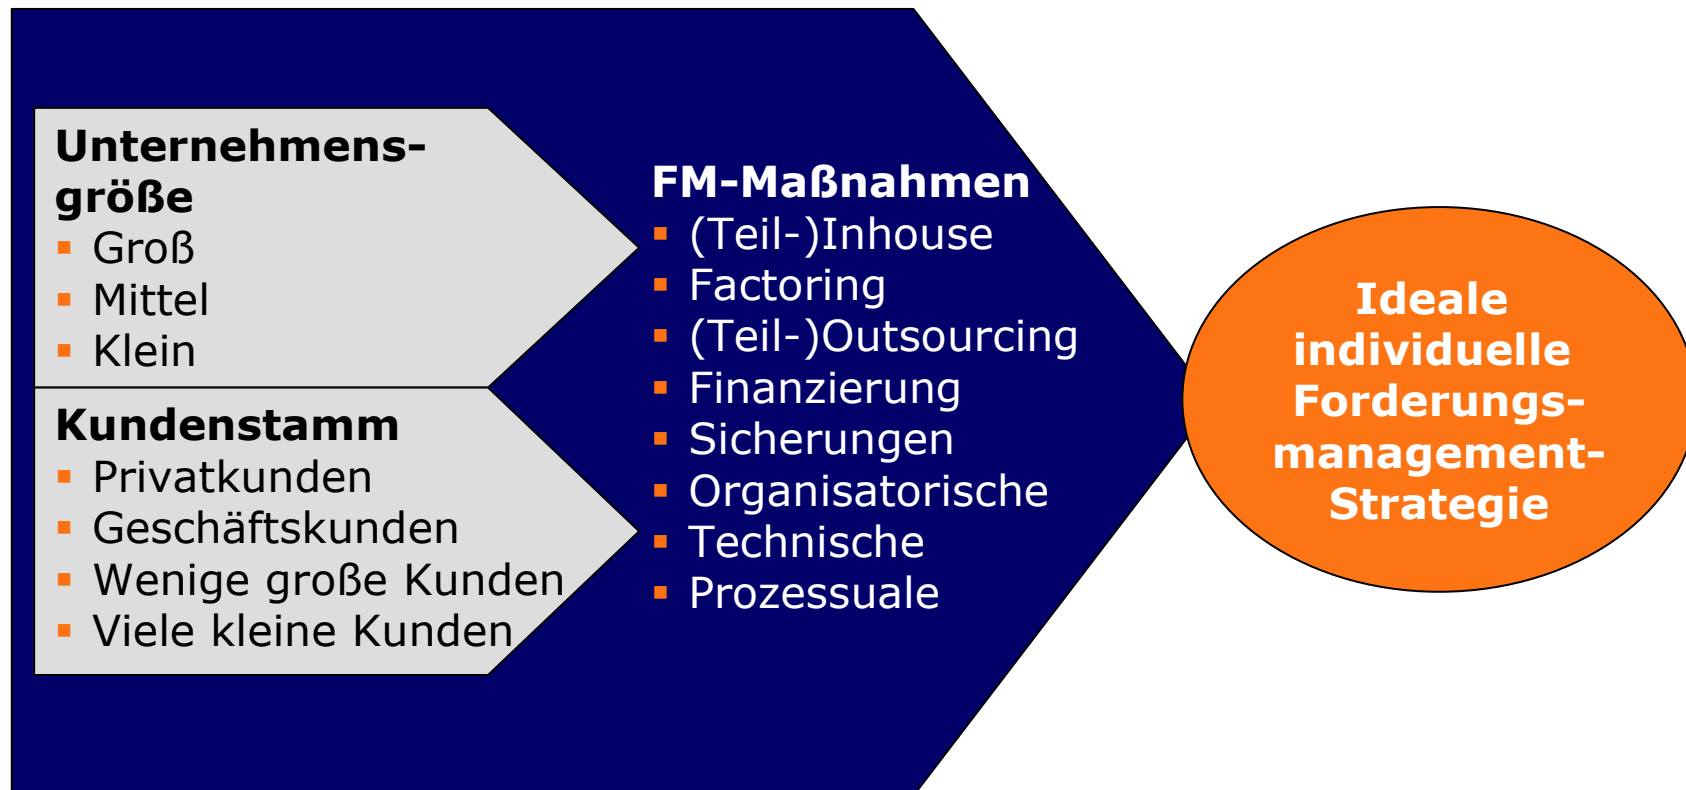 Unternehmens-
größe
Groß
Mittel
Klein
Kundenstamm
Privatkunden
Geschäftskunden
Wenige große Kunden
Viele kleine Kunden
FM-Maßnahmen
(Teil-)Inhouse
Factoring
(Teil-)Outsourcing
Finanzierung
Sicherungen
Organisatorische
Technische
Prozessuale
Ideale
individuelle
Forderungs-
management-
Strategie